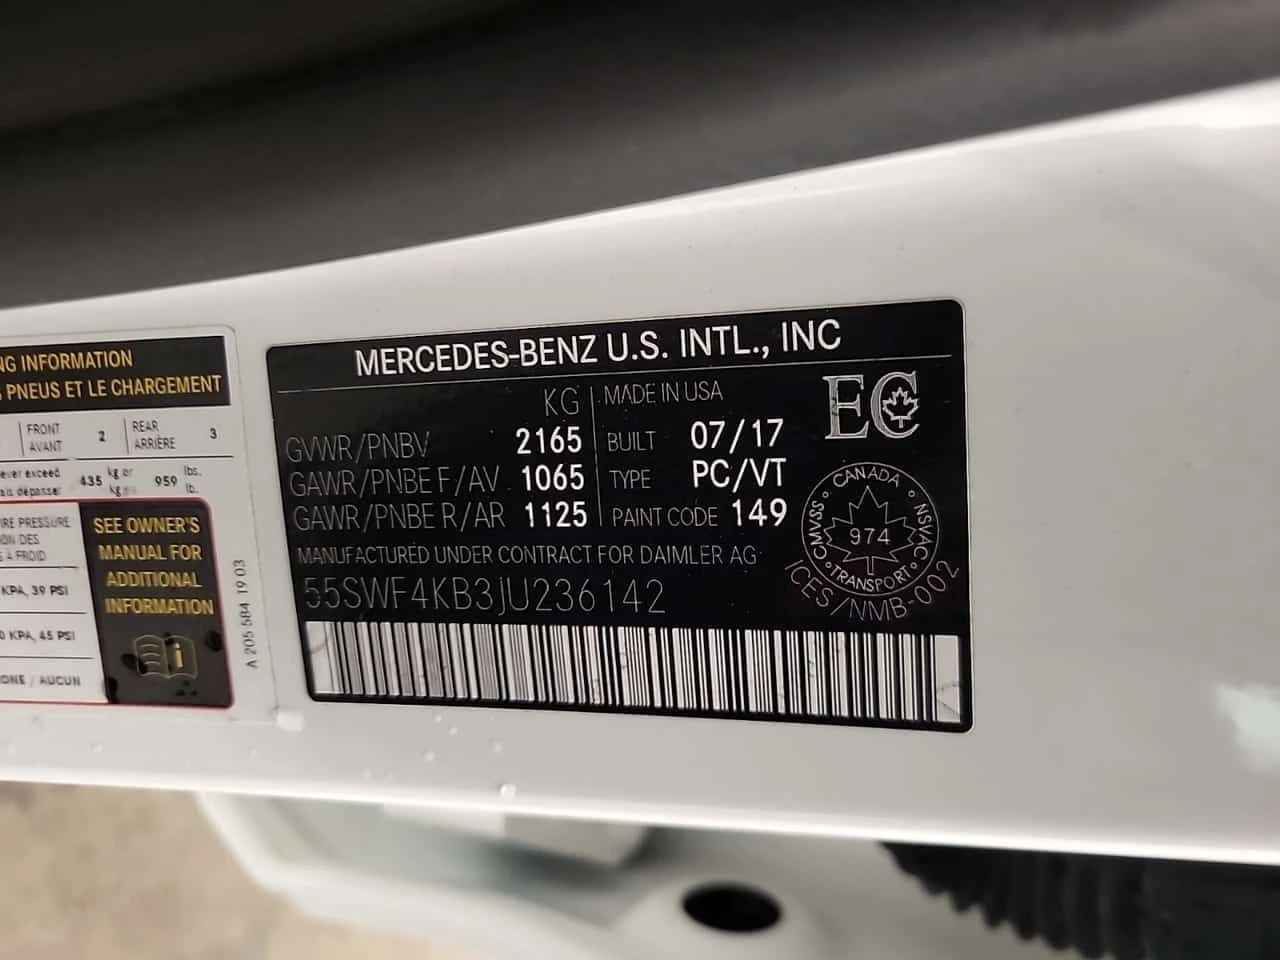 NG INFORMATION
PNEUS ET LE CHARGEMENT
FRONT
AVANT
2
REAR
ARRIÈRE
3
ever exceed
435
kg or
kg
959
lbs.
lb.
ais dépasser
IRE PRESSURE
ON DES
À FROID
KPA, 39 PSI
0 KPA, 45 PSI
ONE / AUCUN
SEE OWNER'S
MANUAL FOR
ADDITIONAL
INFORMATION
i
A 205 584 19 03
MERCEDES-BENZ U.S. INTL., INC
KG
GVWR/PNBV 2165
GAWR/PNBE F/AV 1065
GAWR/PNBE R/AR 1125
MADE IN USA
BUILT 07/17
TYPE PC/VT
PAINT CODE 149
MANUFACTURED UNDER CONTRACT FOR DAIMLER AG
55SWF4KB3JU236142
EC
CANADA
CMVSS
NSVAC
974
TRANSPORT
ICES/NMB-002